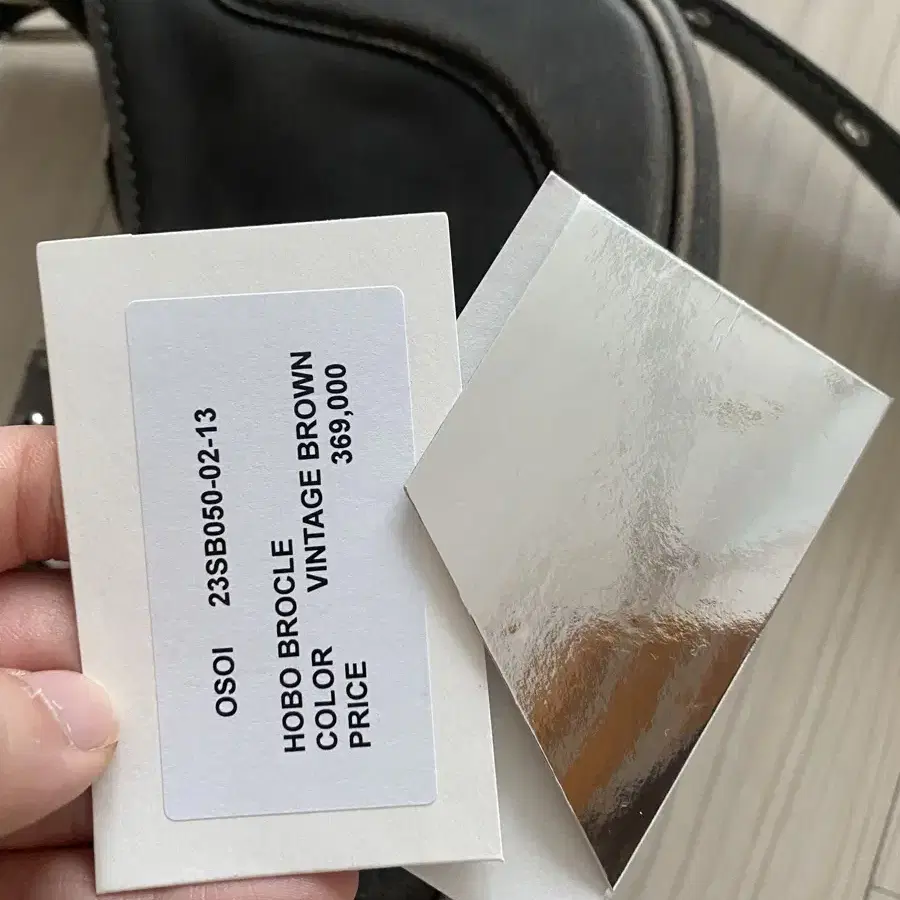 OSOI 23SB050-02-13
HOBO BROCLE
COLOR VINTAGE BROWN
PRICE 369,000